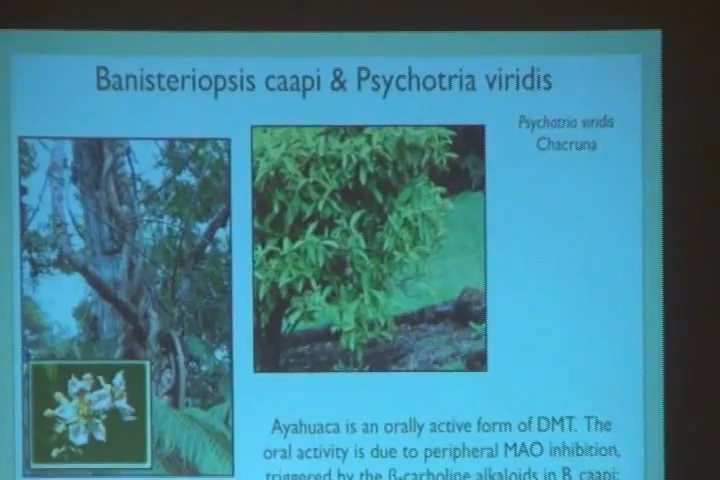 Banisteriopsis caapi & Psychotria viridis
Psychotria viridis
Chacruna
Ayahuaca is an orally active form of DMT. The
oral activity is due to peripheral MAO inhibition,
triggered by the β-carboline alkaloids in B. caapi;